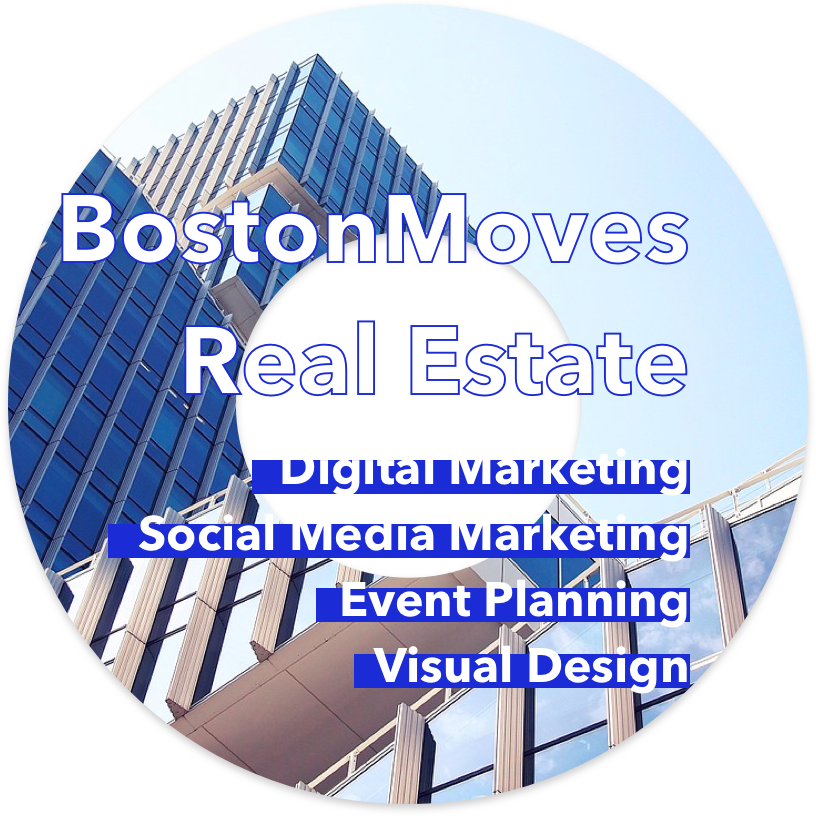 BostonMoves
Real Estate
Digital Marketing
Social Media Marketing
Event Planning
Visual Design